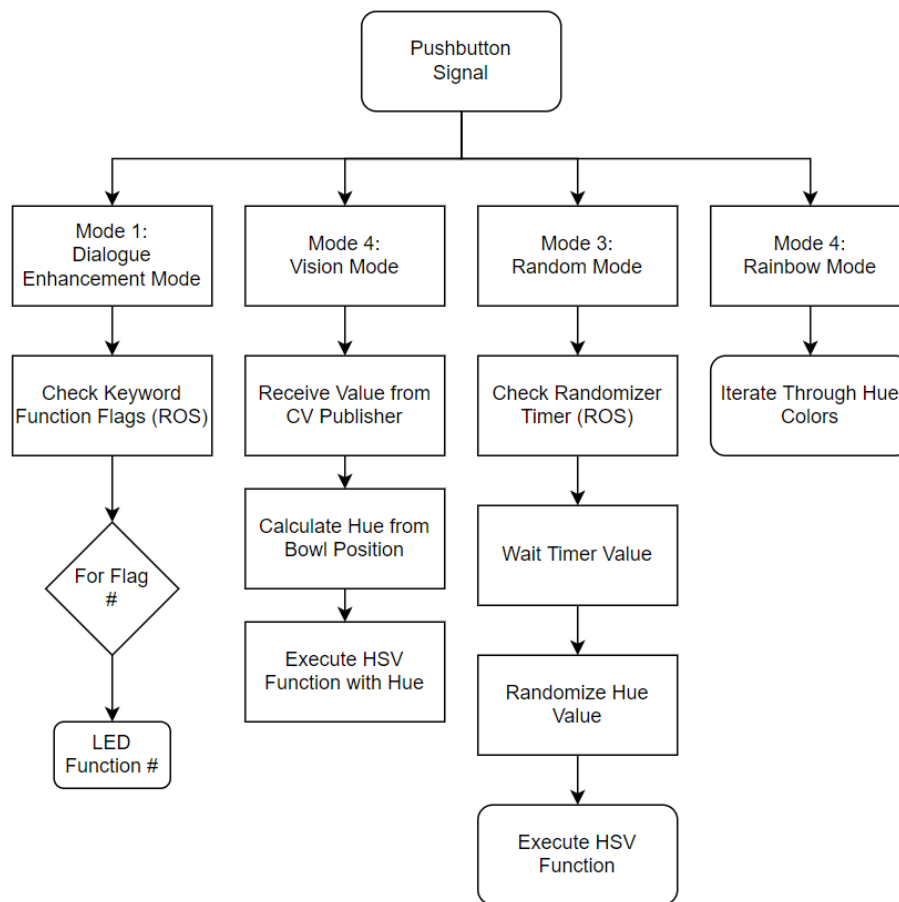 Pushbutton
Signal
Mode 1:
Dialogue
Enhancement Mode
Mode 4:
Vision Mode
Mode 3:
Random Mode
Mode 4:
Rainbow Mode
Check Keyword
Function Flags (ROS)
Receive Value from
CV Publisher
Check Randomizer
Timer (ROS)
Iterate Through Hue
Colors
Calculate Hue from
Bowl Position
Wait Timer Value
For Flag
#
Execute HSV
Function with Hue
Randomize Hue
Value
LED
Function #
Execute HSV
Function